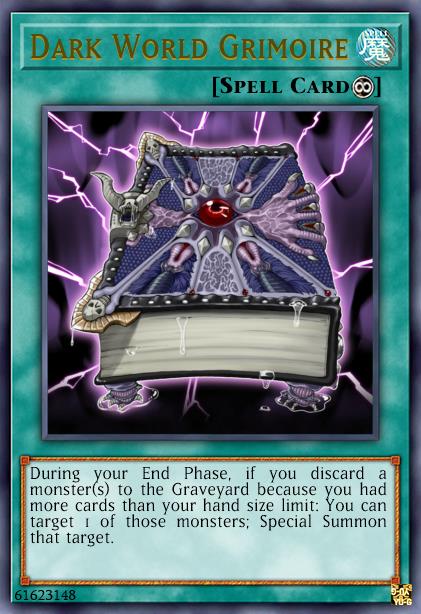 DARK WORLD GRIMOIRE
SPELL
魔
[SPELL CARD]
During your End Phase, if you discard a
monster(s) to the Graveyard because you had
more cards than your hand size limit: You can
target 1 of those monsters; Special Summon
that target.
61623148